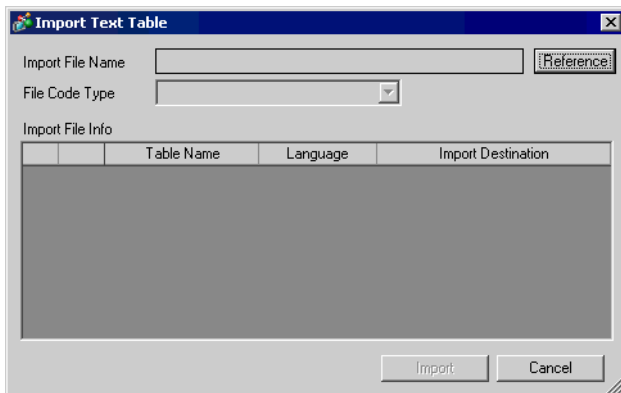 Import Text Table
Import File Name
Reference
File Code Type
Import File Info
Table Name Language Import Destination
Import Cancel